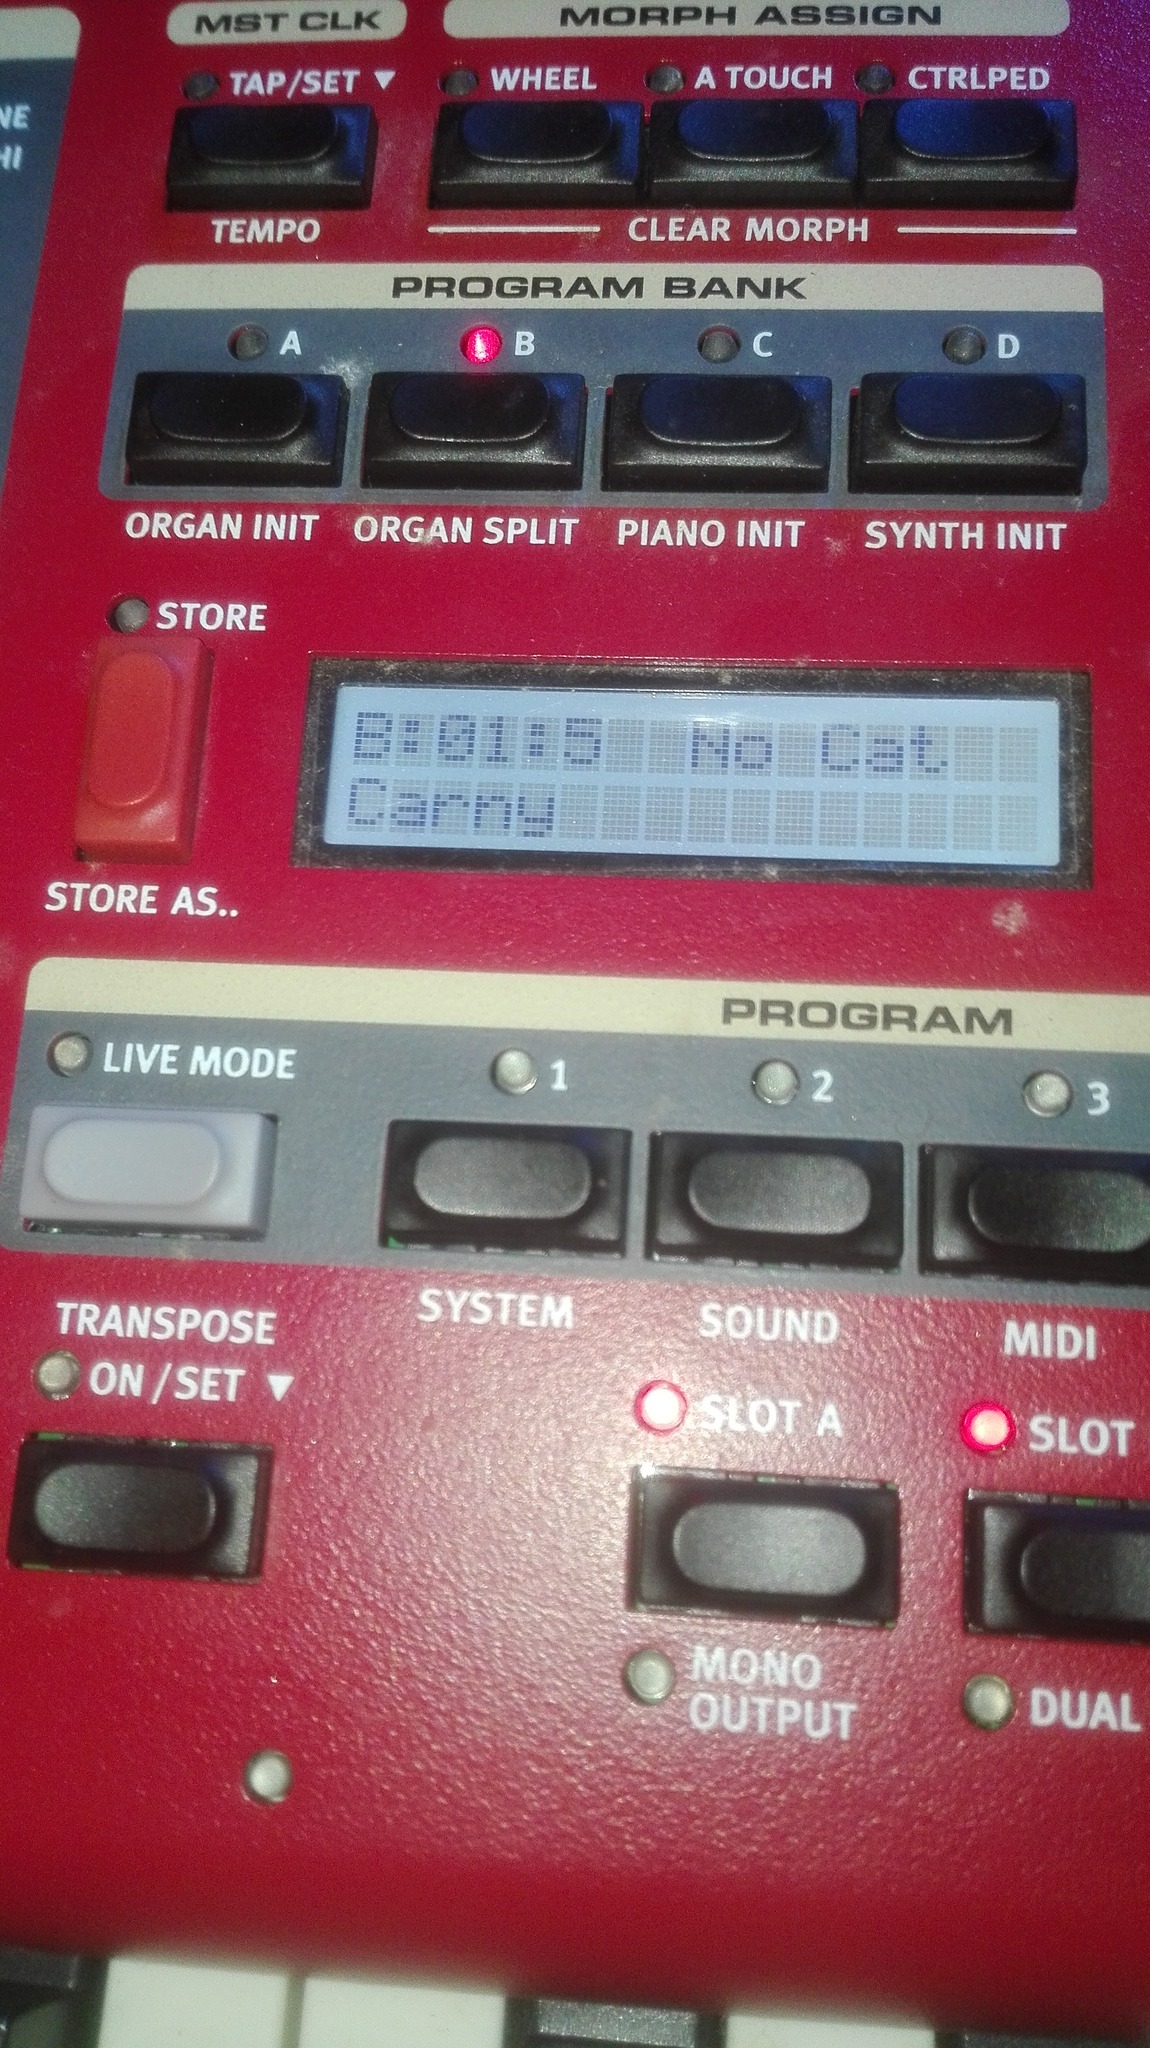 MST CLK
MORPH ASSIGN
TAP/SET ▼
WHEEL
A TOUCH
CTRLPED
NE
HI
TEMPO
CLEAR MORPH
PROGRAM BANK
A
B
C
D
ORGAN INIT
ORGAN SPLIT
PIANO INIT
SYNTH INIT
STORE
B:01:5 No Cat
Carny
STORE AS..
PROGRAM
LIVE MODE
1
2
3
TRANSPOSE
ON /SET ▼
SYSTEM
SOUND
MIDI
SLOT A
SLOT
MONO
OUTPUT
DUAL